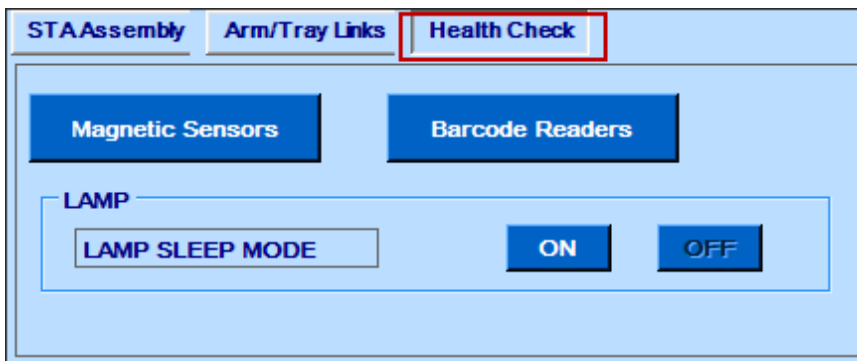 STA Assembly Arm/Tray Links Health Check
Magnetic Sensors Barcode Readers
LAMP
LAMP SLEEP MODE ON OFF